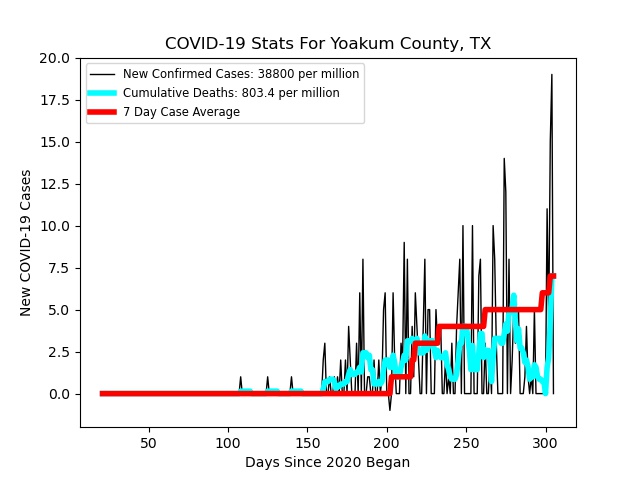 COVID-19 Stats For Yoakum County, TX
New Confirmed Cases: 38800 per million
Cumulative Deaths: 803.4 per million
7 Day Case Average
20.0
17.5
15.0
12.5
10.0
7.5
5.0
2.5
0.0
New COVID-19 Cases
50 100 150 200 250 300
Days Since 2020 Began